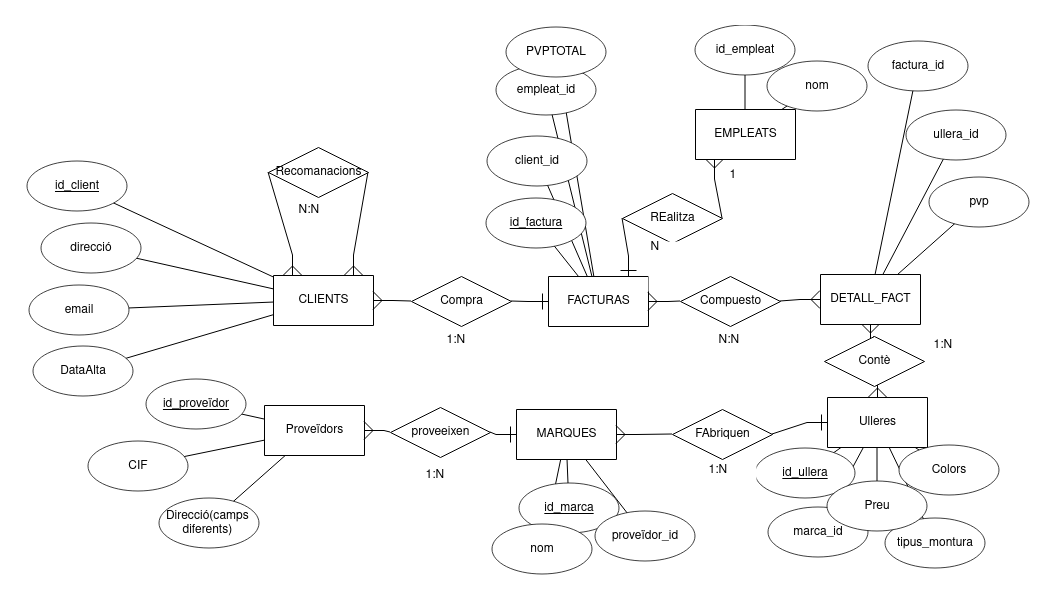 PVPTOTAL
id_empleat
factura_id
empleat_id
nom
EMPLEATS
ullera_id
client_id
Recomanacions
id_client
1
pvp
N:N
id_factura
REalitza
N
direcció
CLIENTS
Compra
FACTURAS
Compuesto
DETALL_FACT
email
1:N
N:N
1:N
Contè
DataAlta
id_proveïdor
Proveïdors
proveeixen
MARQUES
FAbriquen
Ulleres
CIF
1:N
1:N
id_ullera
Colors
id_marca
Preu
Direcció(camps
diferents)
marca_id
proveïdor_id
tipus_montura
nom